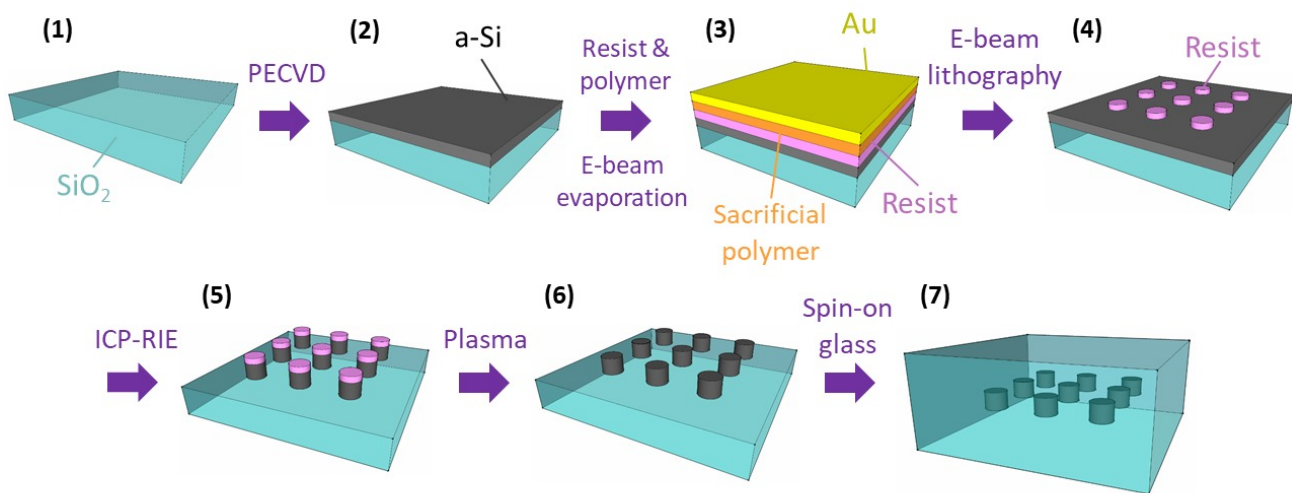 (1)
PECVD
SiO₂
(2)
a-Si
Resist &
polymer
E-beam
evaporation
(3)
Au
Sacrificial
polymer
Resist
E-beam
lithography
(4)
Resist
ICP-RIE
(5)
Plasma
(6)
Spin-on
glass
(7)